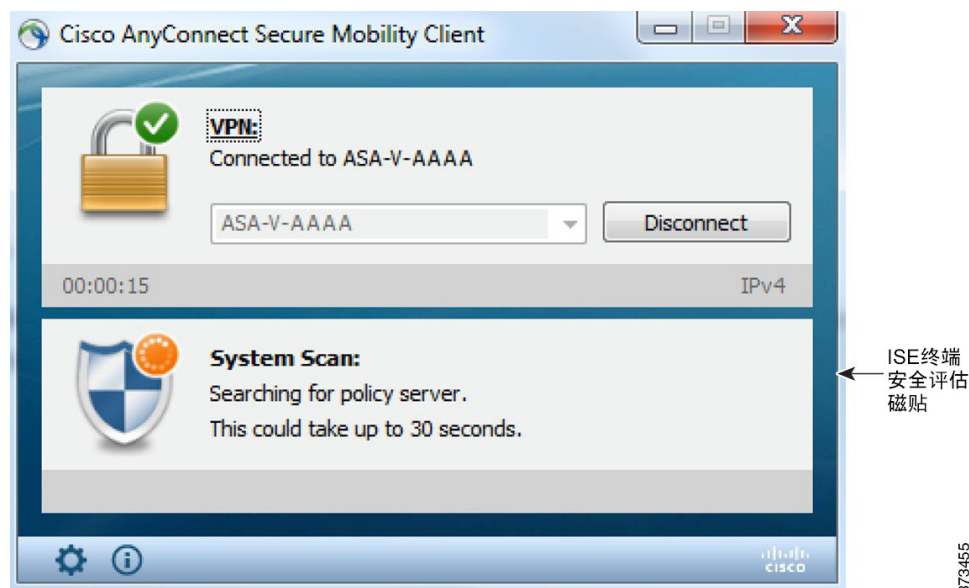 Cisco AnyConnect Secure Mobility Client
VPN:
Connected to ASA-V-AAAA
ASA-V-AAAA
Disconnect
00:00:15
IPv4
System Scan:
Searching for policy server.
This could take up to 30 seconds.
ISE终端
安全评估
磁贴
cisco
373455